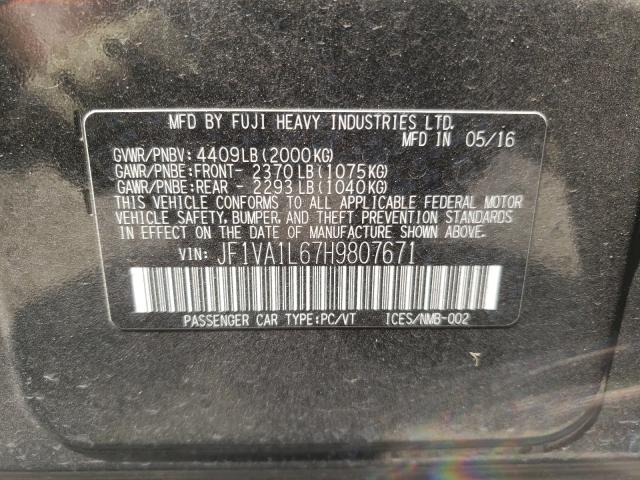 MFD BY FUJI HEAVY INDUSTRIES LTD.
MFD IN 05/16
GVWR/PNBV: 4409LB(2000KG)
GAWR/PNBE:FRONT- 2370LB(1075KG)
GAWR/PNBE:REAR - 2293LB(1040KG)
THIS VEHICLE CONFORMS TO ALL APPLICABLE FEDERAL MOTOR
VEHICLE SAFETY, BUMPER, AND THEFT PREVENTION STANDARDS
IN EFFECT ON THE DATE OF MANUFACTURE SHOWN ABOVE.
VIN: JF1VA1L67H9807671
PASSENGER CAR TYPE:PC/VT ICES/NMB-002